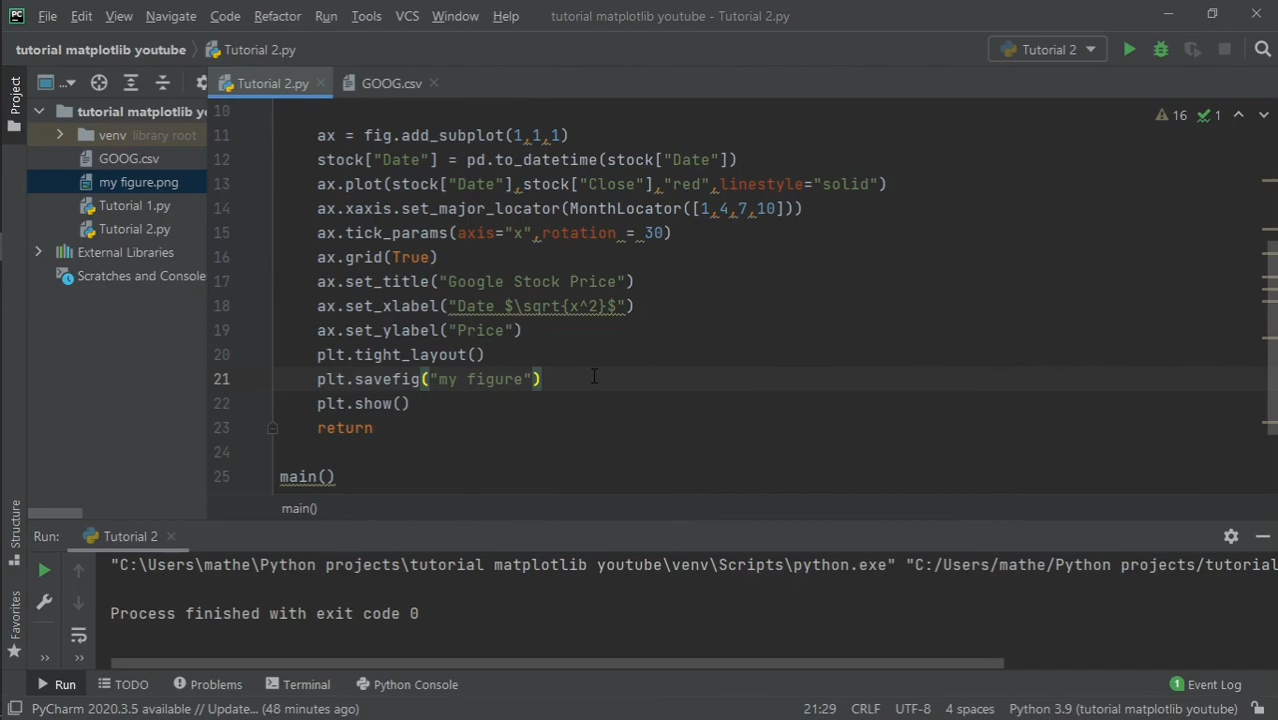 File Edit View Navigate Code Refactor Run Tools VCS Window Help tutorial matplotlib youtube - Tutorial 2.py
tutorial matplotlib youtube Tutorial 2.py Tutorial 2
Project
... Tutorial 2.py GOOG.csv
tutorial matplotlib y
venv library root
GOOG.csv
my figure.png
Tutorial 1.py
Tutorial 2.py
External Libraries
Scratches and Console
16 1
10
11 ax = fig.add_subplot(1,1,1)
12 stock["Date"] = pd.to_datetime(stock["Date"])
13 ax.plot(stock["Date"],stock["Close"],"red",linestyle="solid")
14 ax.xaxis.set_major_locator(MonthLocator([1,4,7,10]))
15 ax.tick_params(axis="x",rotation = 30)
16 ax.grid(True)
17 ax.set_title("Google Stock Price")
18 ax.set_xlabel("Date $\sqrt{x^2}$")
19 ax.set_ylabel("Price")
20 plt.tight_layout()
21 plt.savefig("my figure")
22 plt.show()
23 return
24
25 main()
main()
Structure
Favorites
Run: Tutorial 2
"C:\Users\mathe\Python projects\tutorial matplotlib youtube\venv\Scripts\python.exe" "C:/Users/mathe/Python projects/tutorial
Process finished with exit code 0
Run TODO Problems Terminal Python Console 1 Event Log
PyCharm 2020.3.5 available // Update... (48 minutes ago) 21:29 CRLF UTF-8 4 spaces Python 3.9 (tutorial matplotlib youtube)